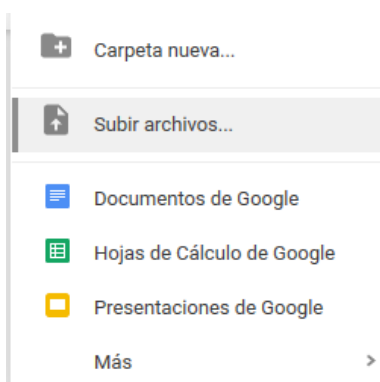 Carpeta nueva...
Subir archivos...
Documentos de Google
Hojas de Cálculo de Google
Presentaciones de Google
Más